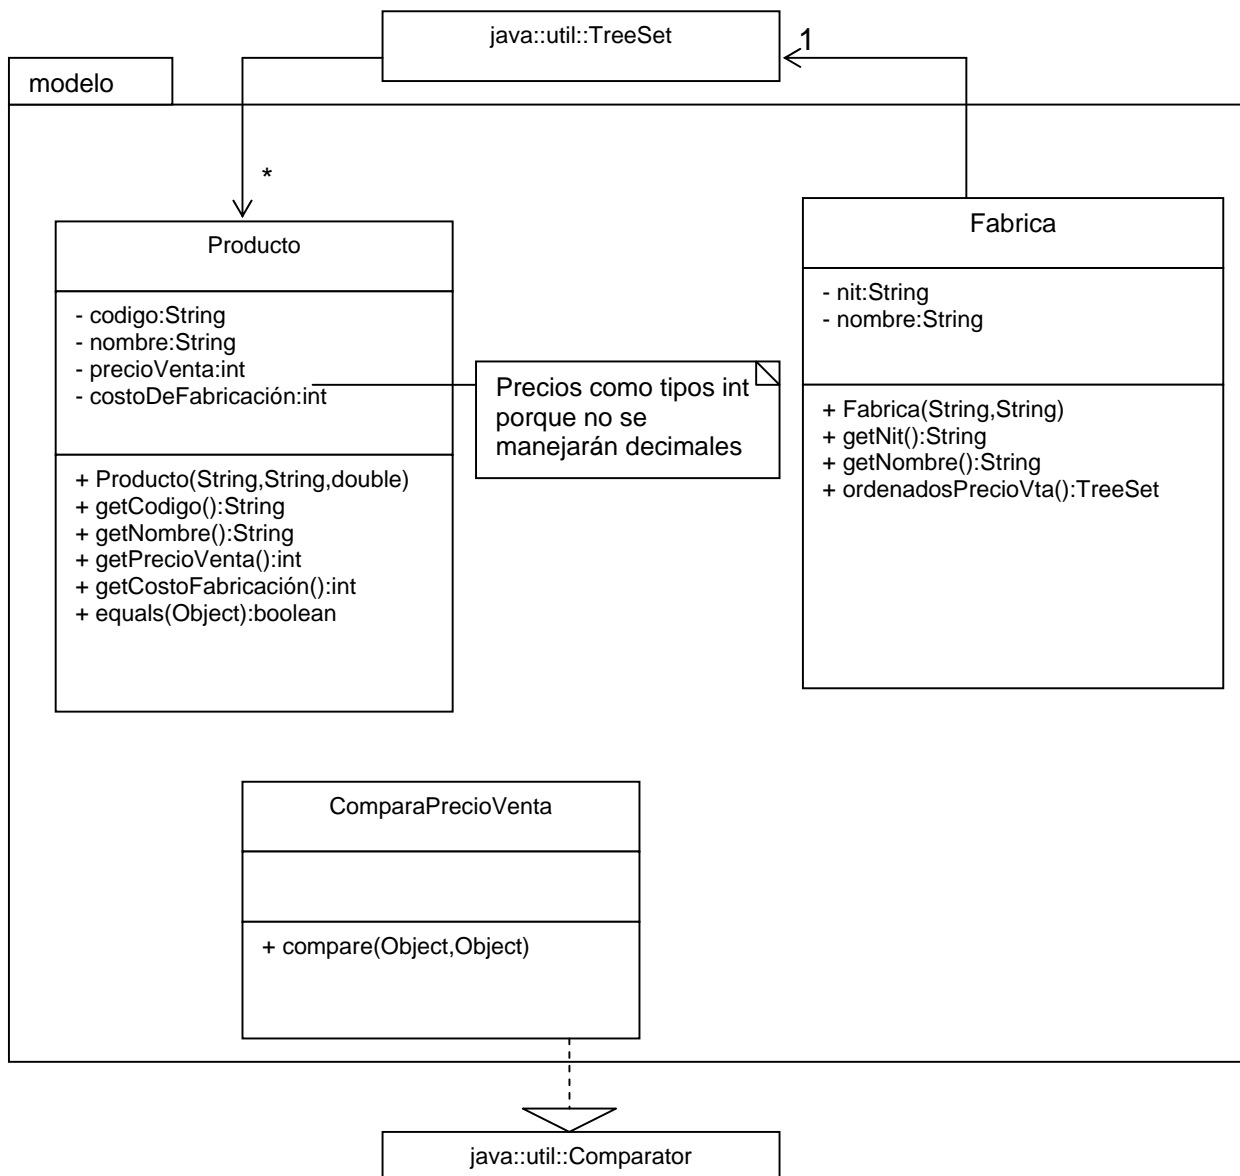 java::util::TreeSet
1
modelo
*
Producto
- codigo:String
- nombre:String
- precioVenta:int
- costoDeFabricación:int
+ Producto(String,String,double)
+ getCodigo():String
+ getNombre():String
+ getPrecioVenta():int
+ getCostoFabricación():int
+ equals(Object):boolean
Precios como tipos int
porque no se
manejarán decimales
Fabrica
- nit:String
- nombre:String
+ Fabrica(String,String)
+ getNit():String
+ getNombre():String
+ ordenadosPrecioVta():TreeSet
ComparaPrecioVenta
+ compare(Object,Object)
java::util::Comparator